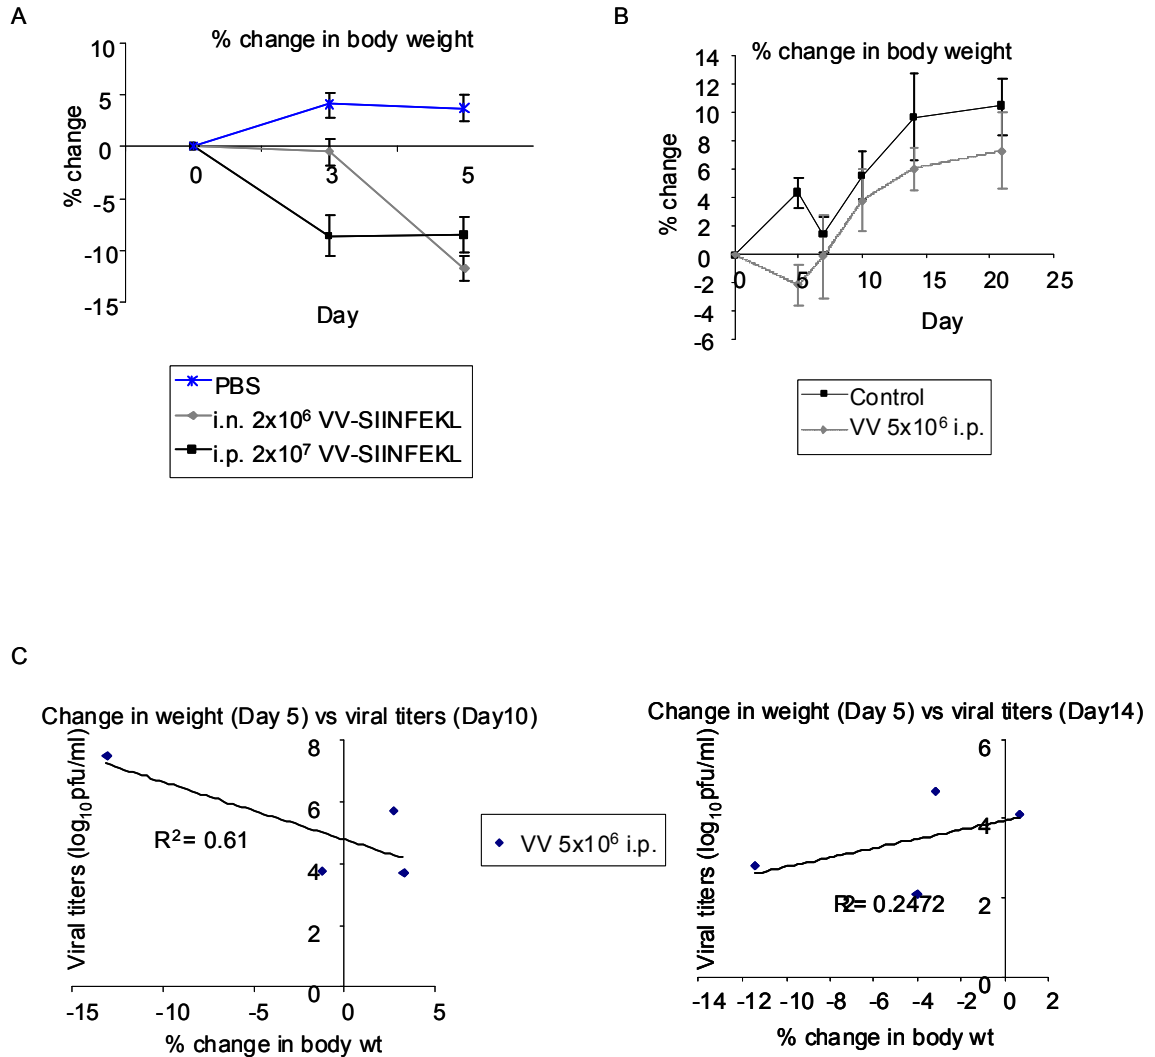 A
% change in body weight
10
5
0
-5
-10
-15
% change
0 3 5
Day
PBS
i.n. 2x10⁶ VV-SIINFEKL
i.p. 2x10⁷ VV-SIINFEKL
B
% change in body weight
14
12
10
8
6
4
2
0
-2
-4
-6
% change
0 5 10 15 20 25
Day
Control
VV 5x10⁶ i.p.
C
Change in weight (Day 5) vs viral titers (Day10)
Viral titers (log₁₀pfu/ml)
8
6
4
2
0
R²= 0.61
-15 -10 -5 0 5
% change in body wt
VV 5x10⁶ i.p.
Change in weight (Day 5) vs viral titers (Day14)
Viral titers (log₁₀pfu/ml)
6
4
2
0
R2= 0.2472
-14 -12 -10 -8 -6 -4 -2 0 2
% change in body wt